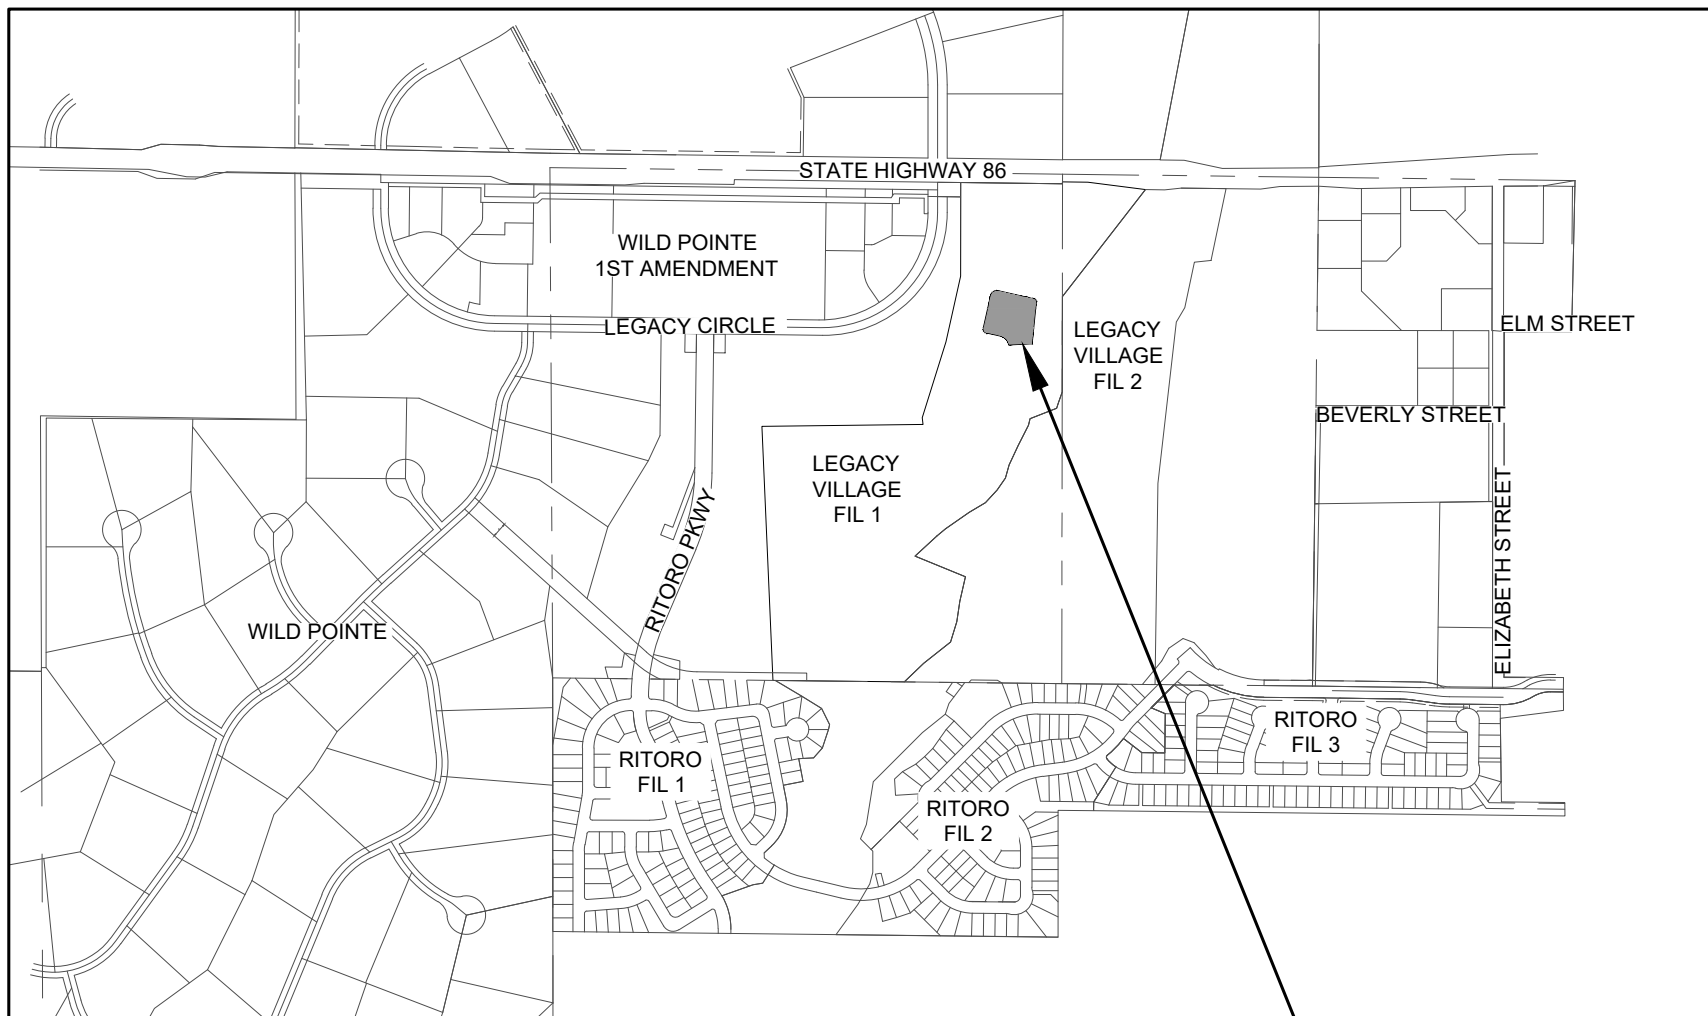 STATE HIGHWAY 86
WILD POINTE
1ST AMENDMENT
LEGACY CIRCLE
LEGACY
VILLAGE
FIL 2
ELM STREET
BEVERLY STREET
LEGACY
VILLAGE
FIL 1
ELIZABETH STREET
RITORO PKWY
WILD POINTE
RITORO
FIL 3
RITORO
FIL 1
RITORO
FIL 2